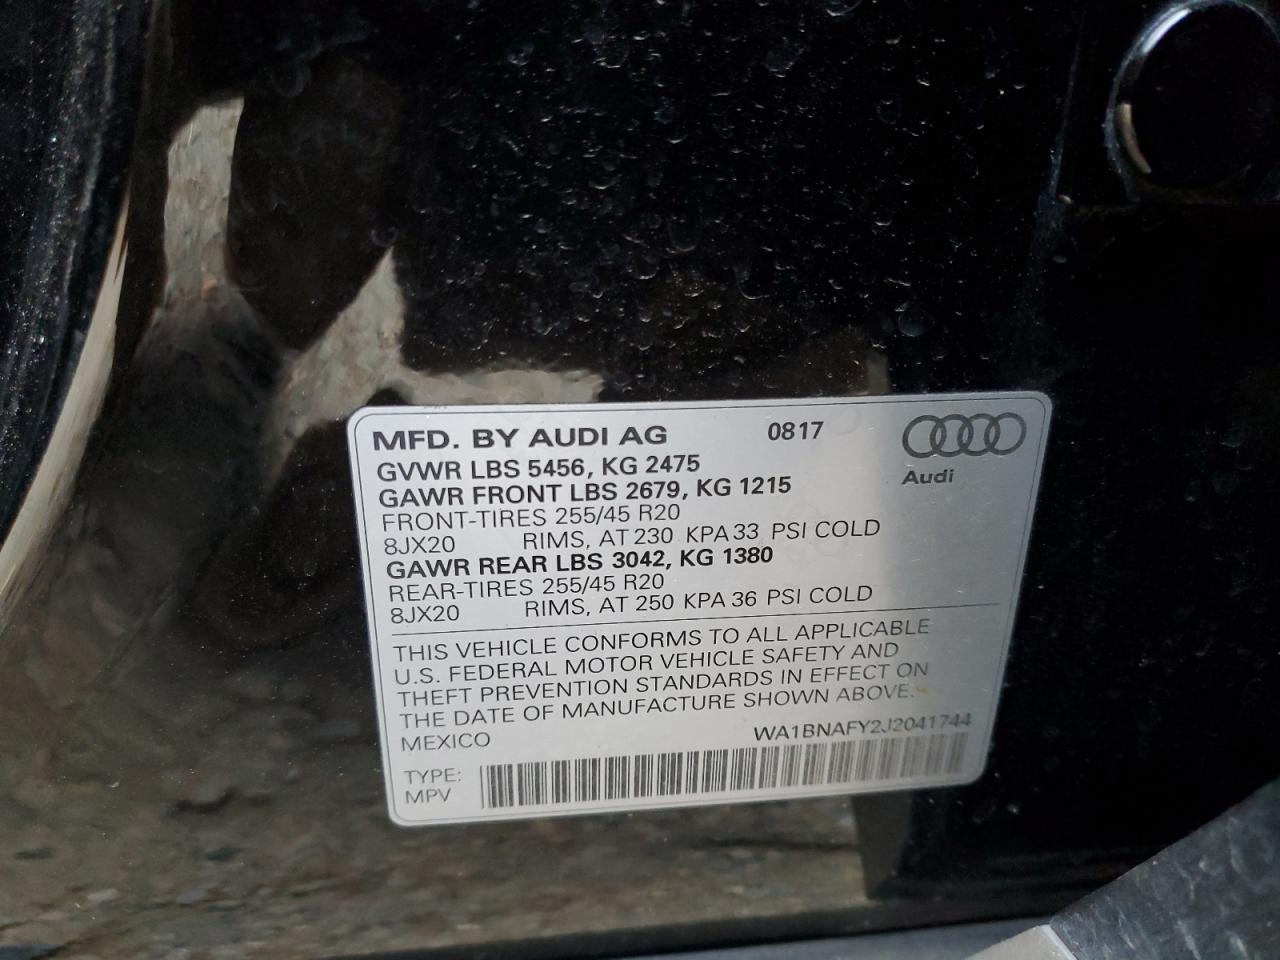 MFD. BY AUDI AG 0817
Audi
GVWR LBS 5456, KG 2475
GAWR FRONT LBS 2679, KG 1215
FRONT-TIRES 255/45 R20
8JX20 RIMS, AT 230 KPA 33 PSI COLD
GAWR REAR LBS 3042, KG 1380
REAR-TIRES 255/45 R20
8JX20 RIMS, AT 250 KPA 36 PSI COLD
THIS VEHICLE CONFORMS TO ALL APPLICABLE
U.S. FEDERAL MOTOR VEHICLE SAFETY AND
THEFT PREVENTION STANDARDS IN EFFECT ON
THE DATE OF MANUFACTURE SHOWN ABOVE.
MEXICO WA1BNAFY2J2041744
TYPE:
MPV